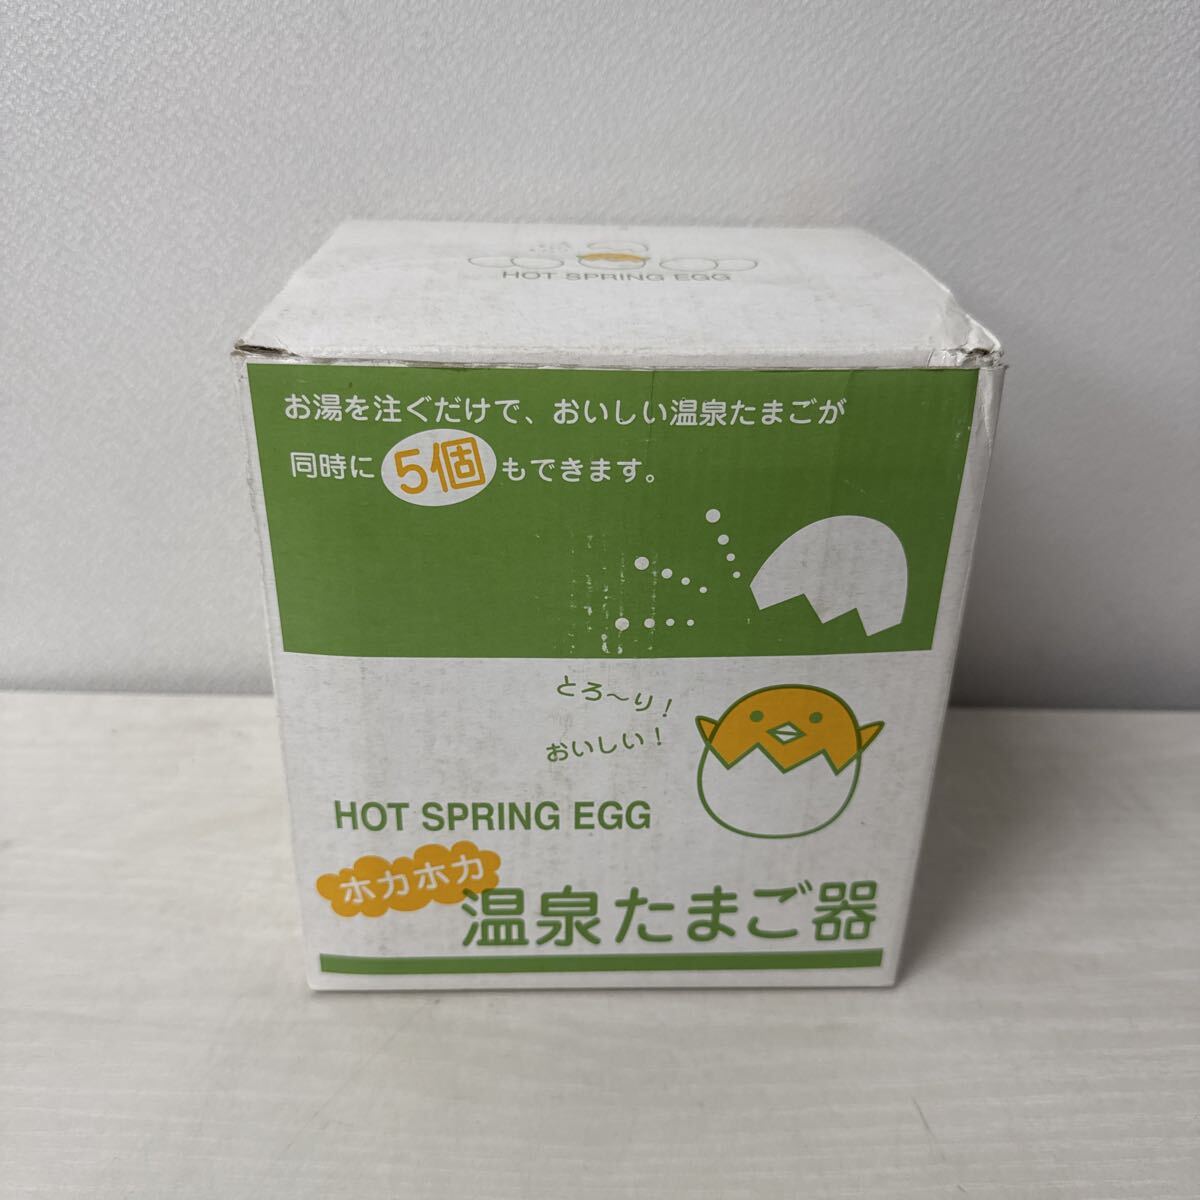 HOT SPRING EGG
お湯を注ぐだけで、おいしい温泉たまごが
同時に5個もできます。
とろ〜り!
おいしい!
HOT SPRING EGG
ホカホカ
温泉たまご器